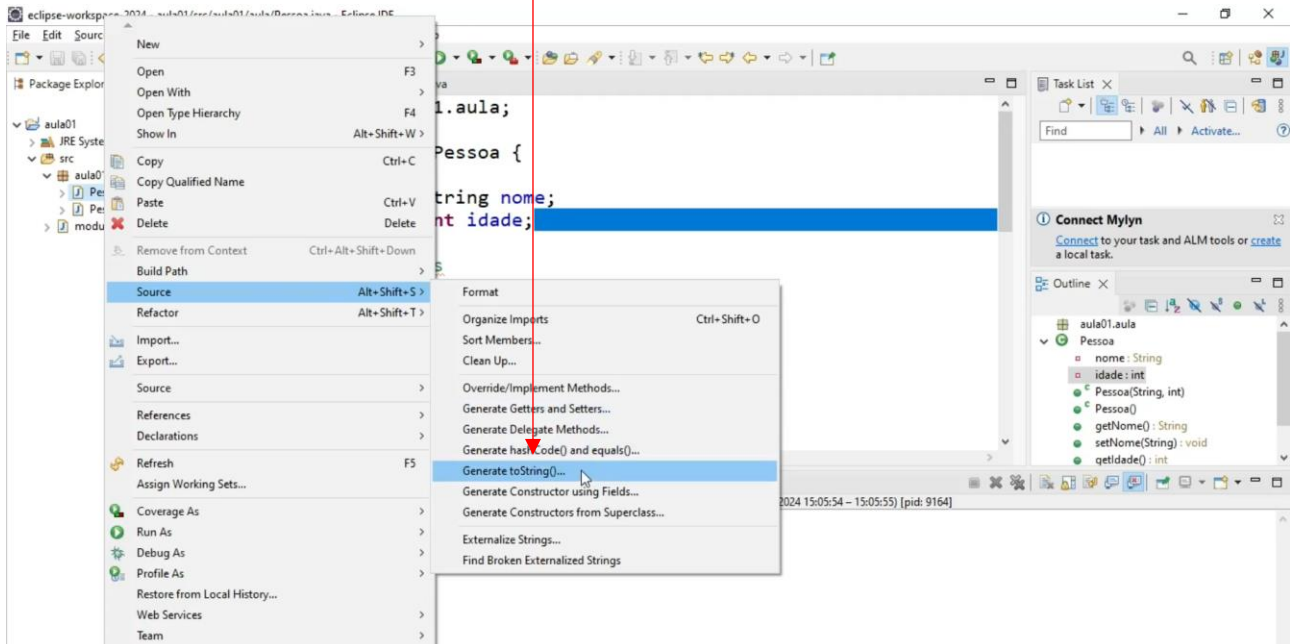 eclipse-workspace-2024 - aula01/src/aula01/aula/Pessoa.java - Eclipse IDE
File Edit Sourc
Package Explor
aula01
JRE Syste
src
aula0
Pe
Pe
modu
New
Open F3
Open With
Open Type Hierarchy F4
Show In Alt+Shift+W
Copy Ctrl+C
Copy Qualified Name
Paste Ctrl+V
Delete Delete
Remove from Context Ctrl+Alt+Shift+Down
Build Path
Source Alt+Shift+S
Refactor Alt+Shift+T
Import...
Export...
Source
References
Declarations
Refresh F5
Assign Working Sets...
Coverage As
Run As
Debug As
Profile As
Restore from Local History...
Web Services
Team
Format
Organize Imports Ctrl+Shift+O
Sort Members...
Clean Up...
Override/Implement Methods...
Generate Getters and Setters...
Generate Delegate Methods...
Generate hashCode() and equals()...
Generate toString()...
Generate Constructor using Fields...
Generate Constructors from Superclass...
Externalize Strings...
Find Broken Externalized Strings
va
1.aula;
Pessoa {
tring nome;
nt idade;
s
2024 15:05:54 – 15:05:55) [pid: 9164]
Task List
Find All Activate...
Connect Mylyn
Connect to your task and ALM tools or create
a local task.
Outline
aula01.aula
Pessoa
nome : String
idade : int
Pessoa(String, int)
Pessoa()
getNome() : String
setNome(String) : void
getIdade() : int